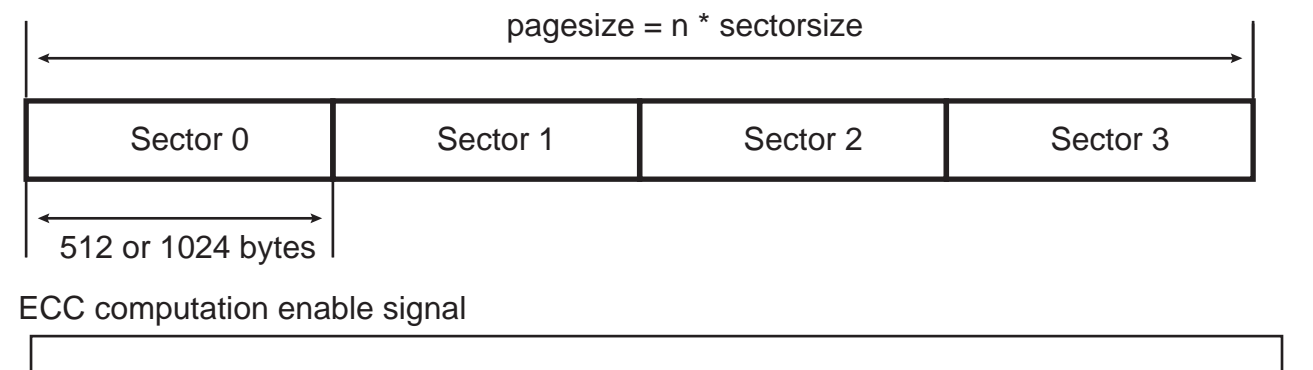 pagesize = n * sectorsize
Sector 0 Sector 1 Sector 2 Sector 3
512 or 1024 bytes
ECC computation enable signal